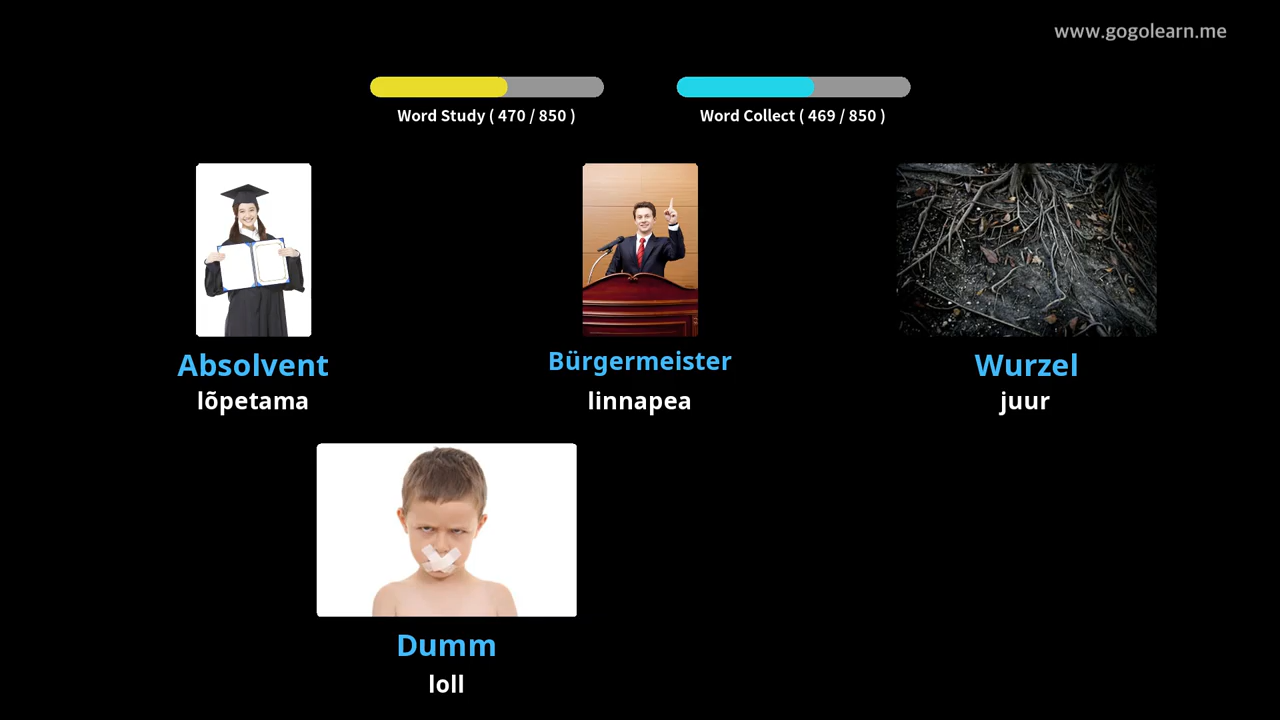 www.gogolearn.me
Word Study ( 470 / 850 )
Word Collect ( 469 / 850 )
Absolvent
lõpetama
Bürgermeister
linnapea
Wurzel
juur
Dumm
loll